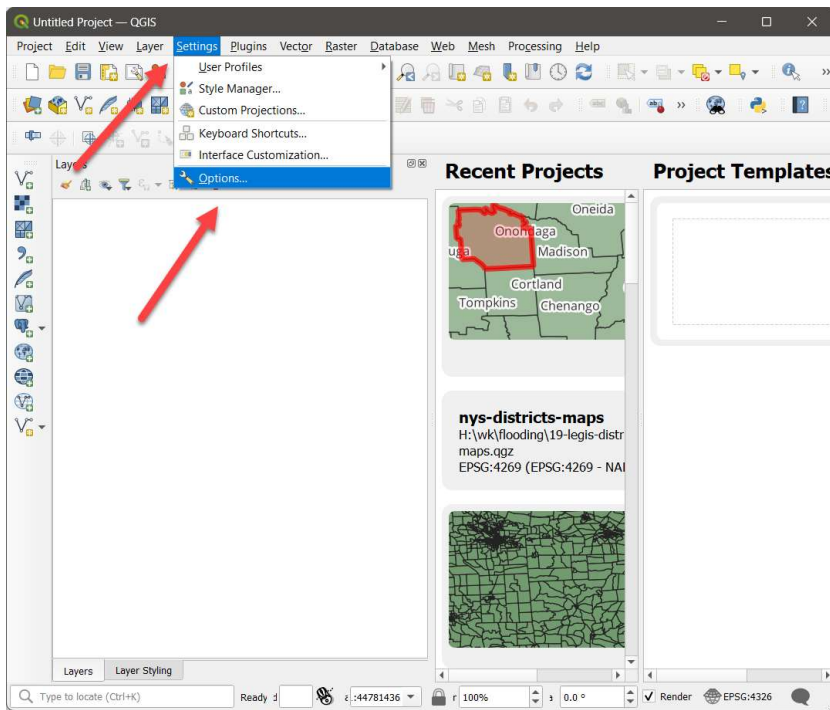 Untitled Project — QGIS
Project Edit View Layer Settings Plugins Vector Raster Database Web Mesh Processing Help
User Profiles
Style Manager...
Custom Projections...
Keyboard Shortcuts...
Interface Customization...
Options...
Layers
Recent Projects
Project Templates
Oneida
Onondaga
uga
Madison
Cortland
Tompkins
Chenango
nys-districts-maps
H:\wk\flooding\19-legis-distr
maps.qgz
EPSG:4269 (EPSG:4269 - NAI
Layers Layer Styling
Type to locate (Ctrl+K) Ready :44781436 100% 0.0 ° Render EPSG:4326